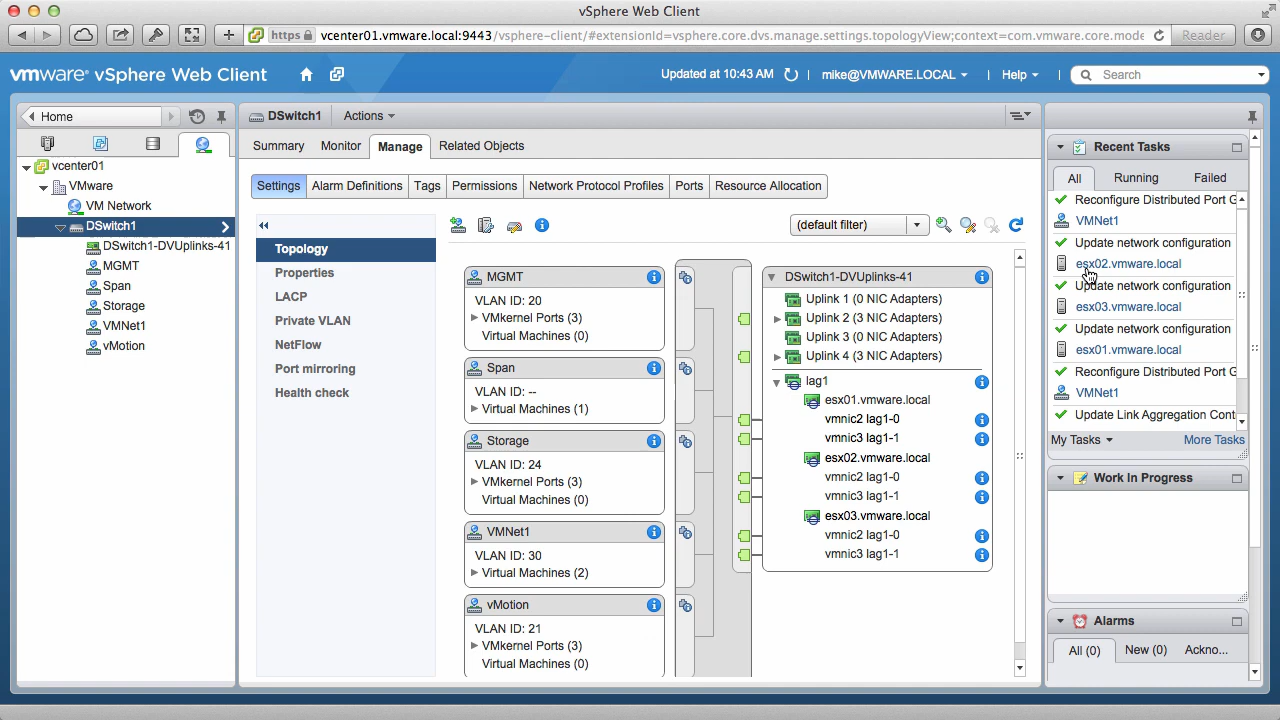 vSphere Web Client
https vcenter01.vmware.local:9443/vsphere-client/#extensionId=vsphere.core.dvs.manage.settings.topologyView;context=com.vmware.core.mode
Reader
vmware vSphere Web Client
Updated at 10:43 AM
mike@VMWARE.LOCAL
Help
Search
Home
vcenter01
VMware
VM Network
DSwitch1
DSwitch1-DVUplinks-41
MGMT
Span
Storage
VMNet1
vMotion
DSwitch1
Actions
Summary
Monitor
Manage
Related Objects
Settings
Alarm Definitions
Tags
Permissions
Network Protocol Profiles
Ports
Resource Allocation
Topology
Properties
LACP
Private VLAN
NetFlow
Port mirroring
Health check
(default filter)
MGMT
VLAN ID: 20
VMkernel Ports (3)
Virtual Machines (0)
Span
VLAN ID: --
Virtual Machines (1)
Storage
VLAN ID: 24
VMkernel Ports (3)
Virtual Machines (0)
VMNet1
VLAN ID: 30
Virtual Machines (2)
vMotion
VLAN ID: 21
VMkernel Ports (3)
Virtual Machines (0)
DSwitch1-DVUplinks-41
Uplink 1 (0 NIC Adapters)
Uplink 2 (3 NIC Adapters)
Uplink 3 (0 NIC Adapters)
Uplink 4 (3 NIC Adapters)
lag1
esx01.vmware.local
vmnic2 lag1-0
vmnic3 lag1-1
esx02.vmware.local
vmnic2 lag1-0
vmnic3 lag1-1
esx03.vmware.local
vmnic2 lag1-0
vmnic3 lag1-1
Recent Tasks
All
Running
Failed
Reconfigure Distributed Port G
VMNet1
Update network configuration
esx02.vmware.local
Update network configuration
esx03.vmware.local
Update network configuration
esx01.vmware.local
Reconfigure Distributed Port G
VMNet1
Update Link Aggregation Cont
My Tasks
More Tasks
Work In Progress
Alarms
All (0)
New (0)
Ackno...